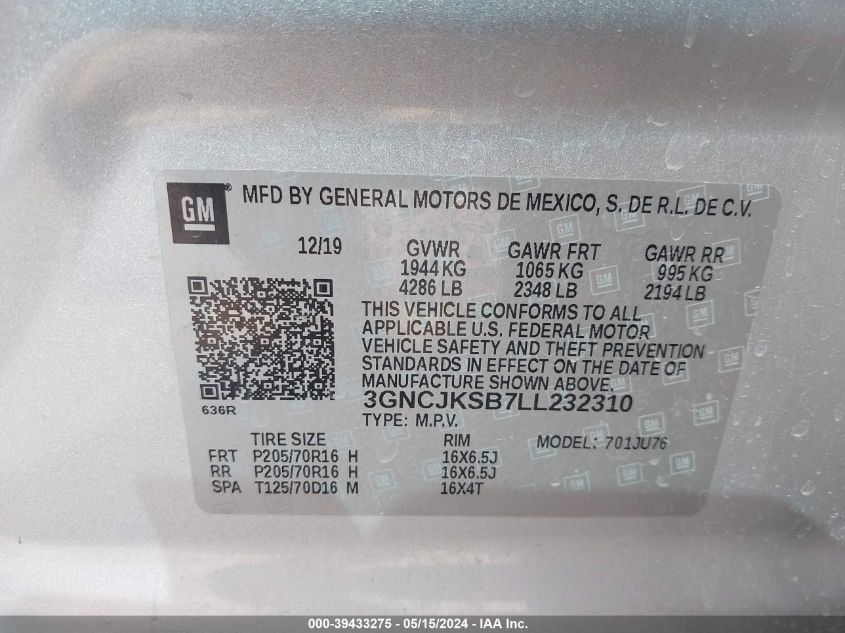 GM ® MFD BY GENERAL MOTORS DE MEXICO, S. DE R.L. DE C.V.
12/19 GVWR GAWR FRT GAWR RR
1944 KG 1065 KG 995 KG
4286 LB 2348 LB 2194 LB
THIS VEHICLE CONFORMS TO ALL
APPLICABLE U.S. FEDERAL MOTOR
VEHICLE SAFETY AND THEFT PREVENTION
STANDARDS IN EFFECT ON THE DATE OF
MANUFACTURE SHOWN ABOVE.
636R 3GNCJKSB7LL232310
TYPE: M.P.V.
TIRE SIZE RIM MODEL: 701JU76
FRT P205/70R16 H 16X6.5J
RR P205/70R16 H 16X6.5J
SPA T125/70D16 M 16X4T
000-39433275 - 05/15/2024 - IAA Inc.